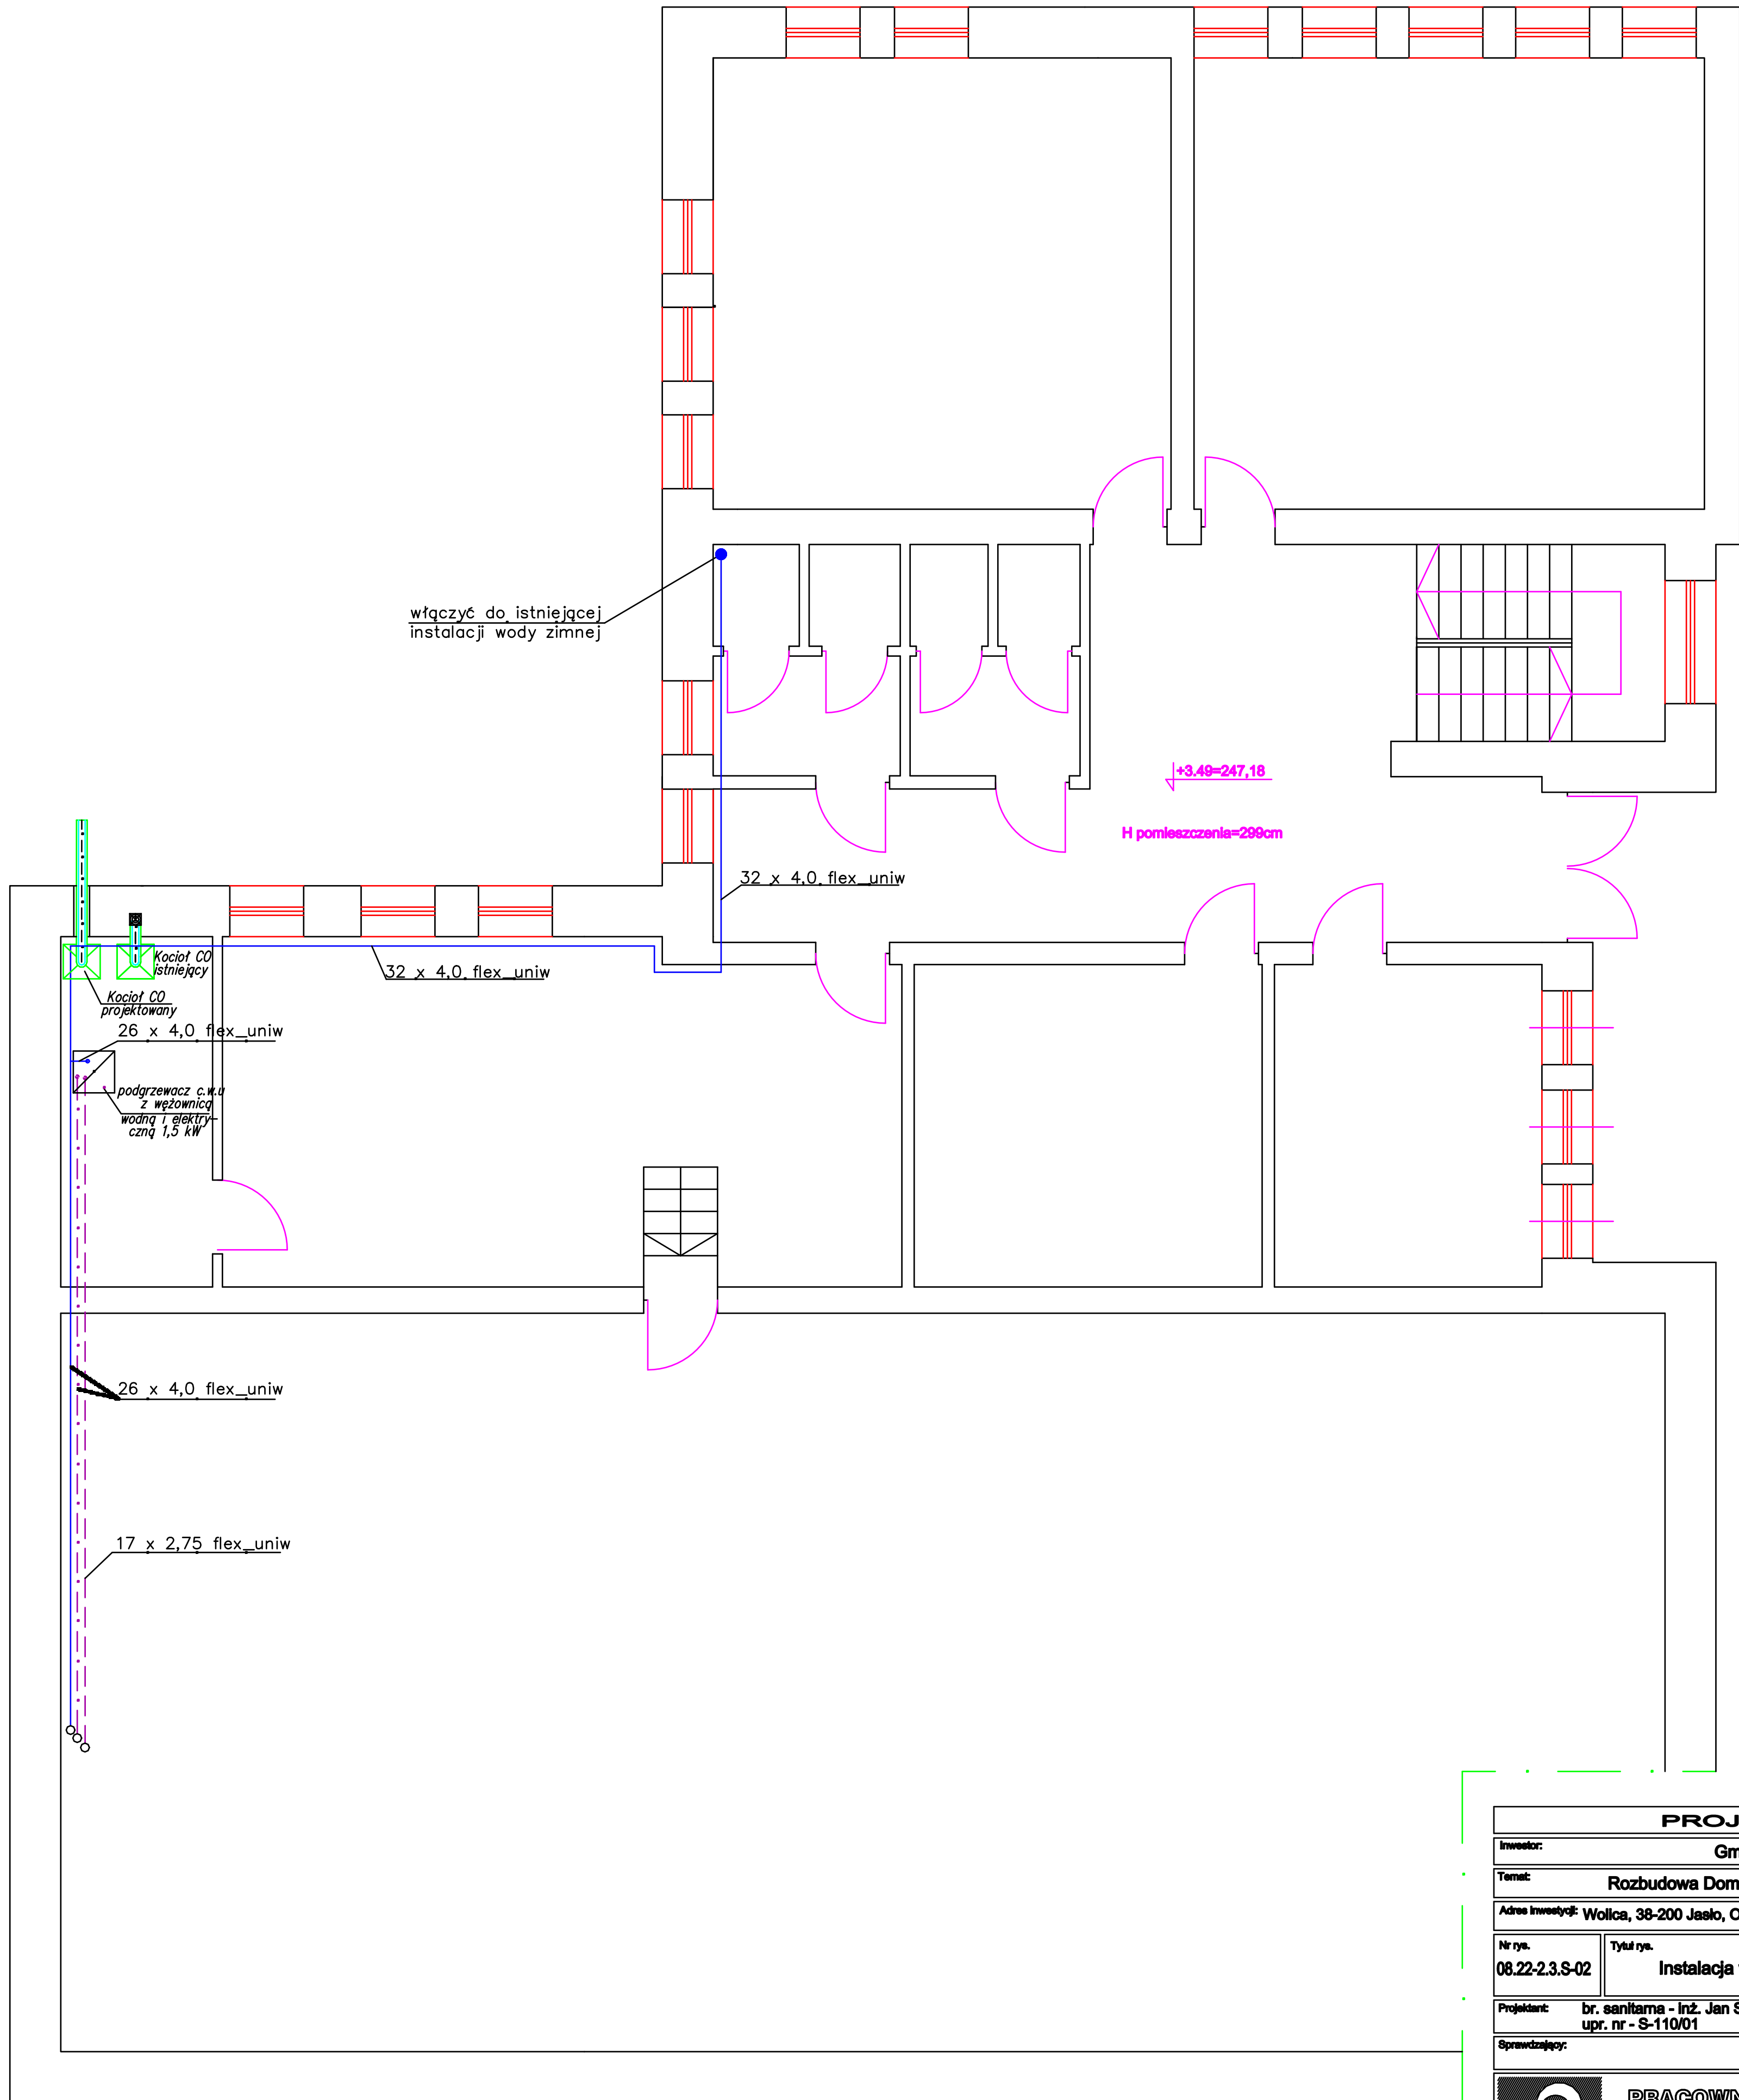 włączyć do istniejącej
instalacji wody zimnej
+3.49=247,18
H pomieszczenia=299cm
32 x 4,0 flex_uniw
Kocioł CO
istniejący
32 x 4,0 flex_uniw
Kocioł CO
projektowany
26 x 4,0 flex_uniw
podgrzewacz c.w.u
z wężownicą
wodną i elektry-
czną 1,5 kW
26 x 4,0 flex_uniw
17 x 2,75 flex_uniw
PROJ
Inwestor:
Gm
Temat:
Rozbudowa Dom
Adres inwestycji: Wolica, 38-200 Jasło, O
Nr rys.
08.22-2.3.S-02
Tytuł rys.
Instalacja
Projektant:
br. sanitarna - inż. Jan S
upr. nr - S-110/01
Sprawdzający:
PRACOWN